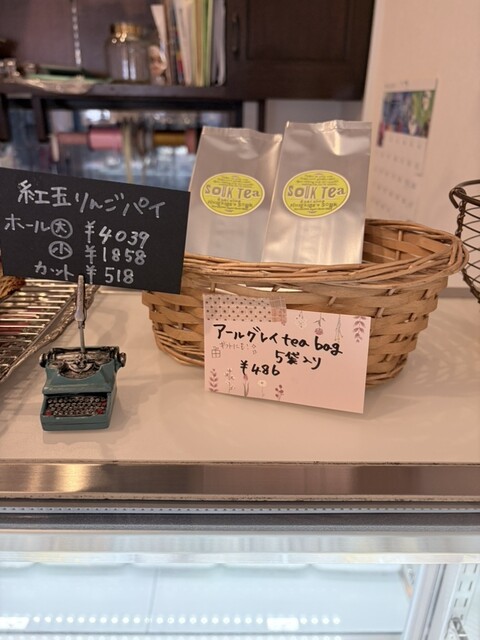 紅玉りんごパイ
ホール大 ¥4039
小 ¥1858
カット ¥518
SOlK Tea
SOlK Tea
アールグレイ tea bag
5袋入り
¥486